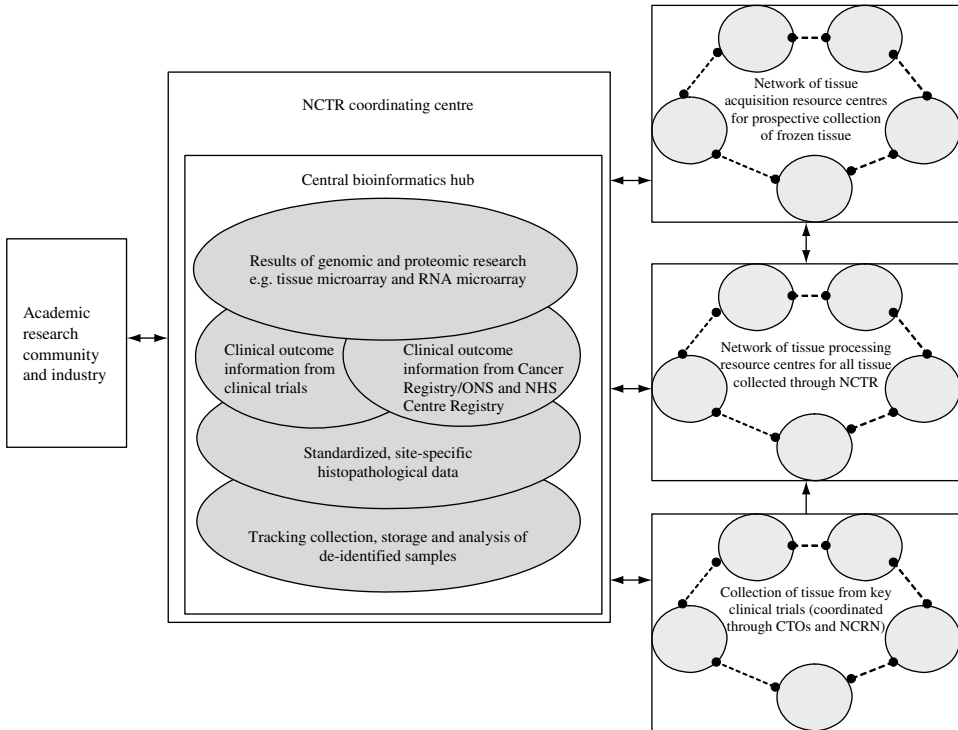 NCTR coordinating centre
Central bioinformatics hub
Results of genomic and proteomic research
e.g. tissue microarray and RNA microarray
Clinical outcome
information from
clinical trials
Clinical outcome
information from Cancer
Registry/ONS and NHS
Centre Registry
Standardized, site-specific
histopathological data
Tracking collection, storage and analysis of
de-identified samples
Academic
research
community
and industry
Network of tissue
acquisition resource centres
for prospective collection
of frozen tissue
Network of tissue processing
resource centres for all tissue
collected through NCTR
Collection of tissue from key
clinical trials (coordinated
through CTOs and NCRN)